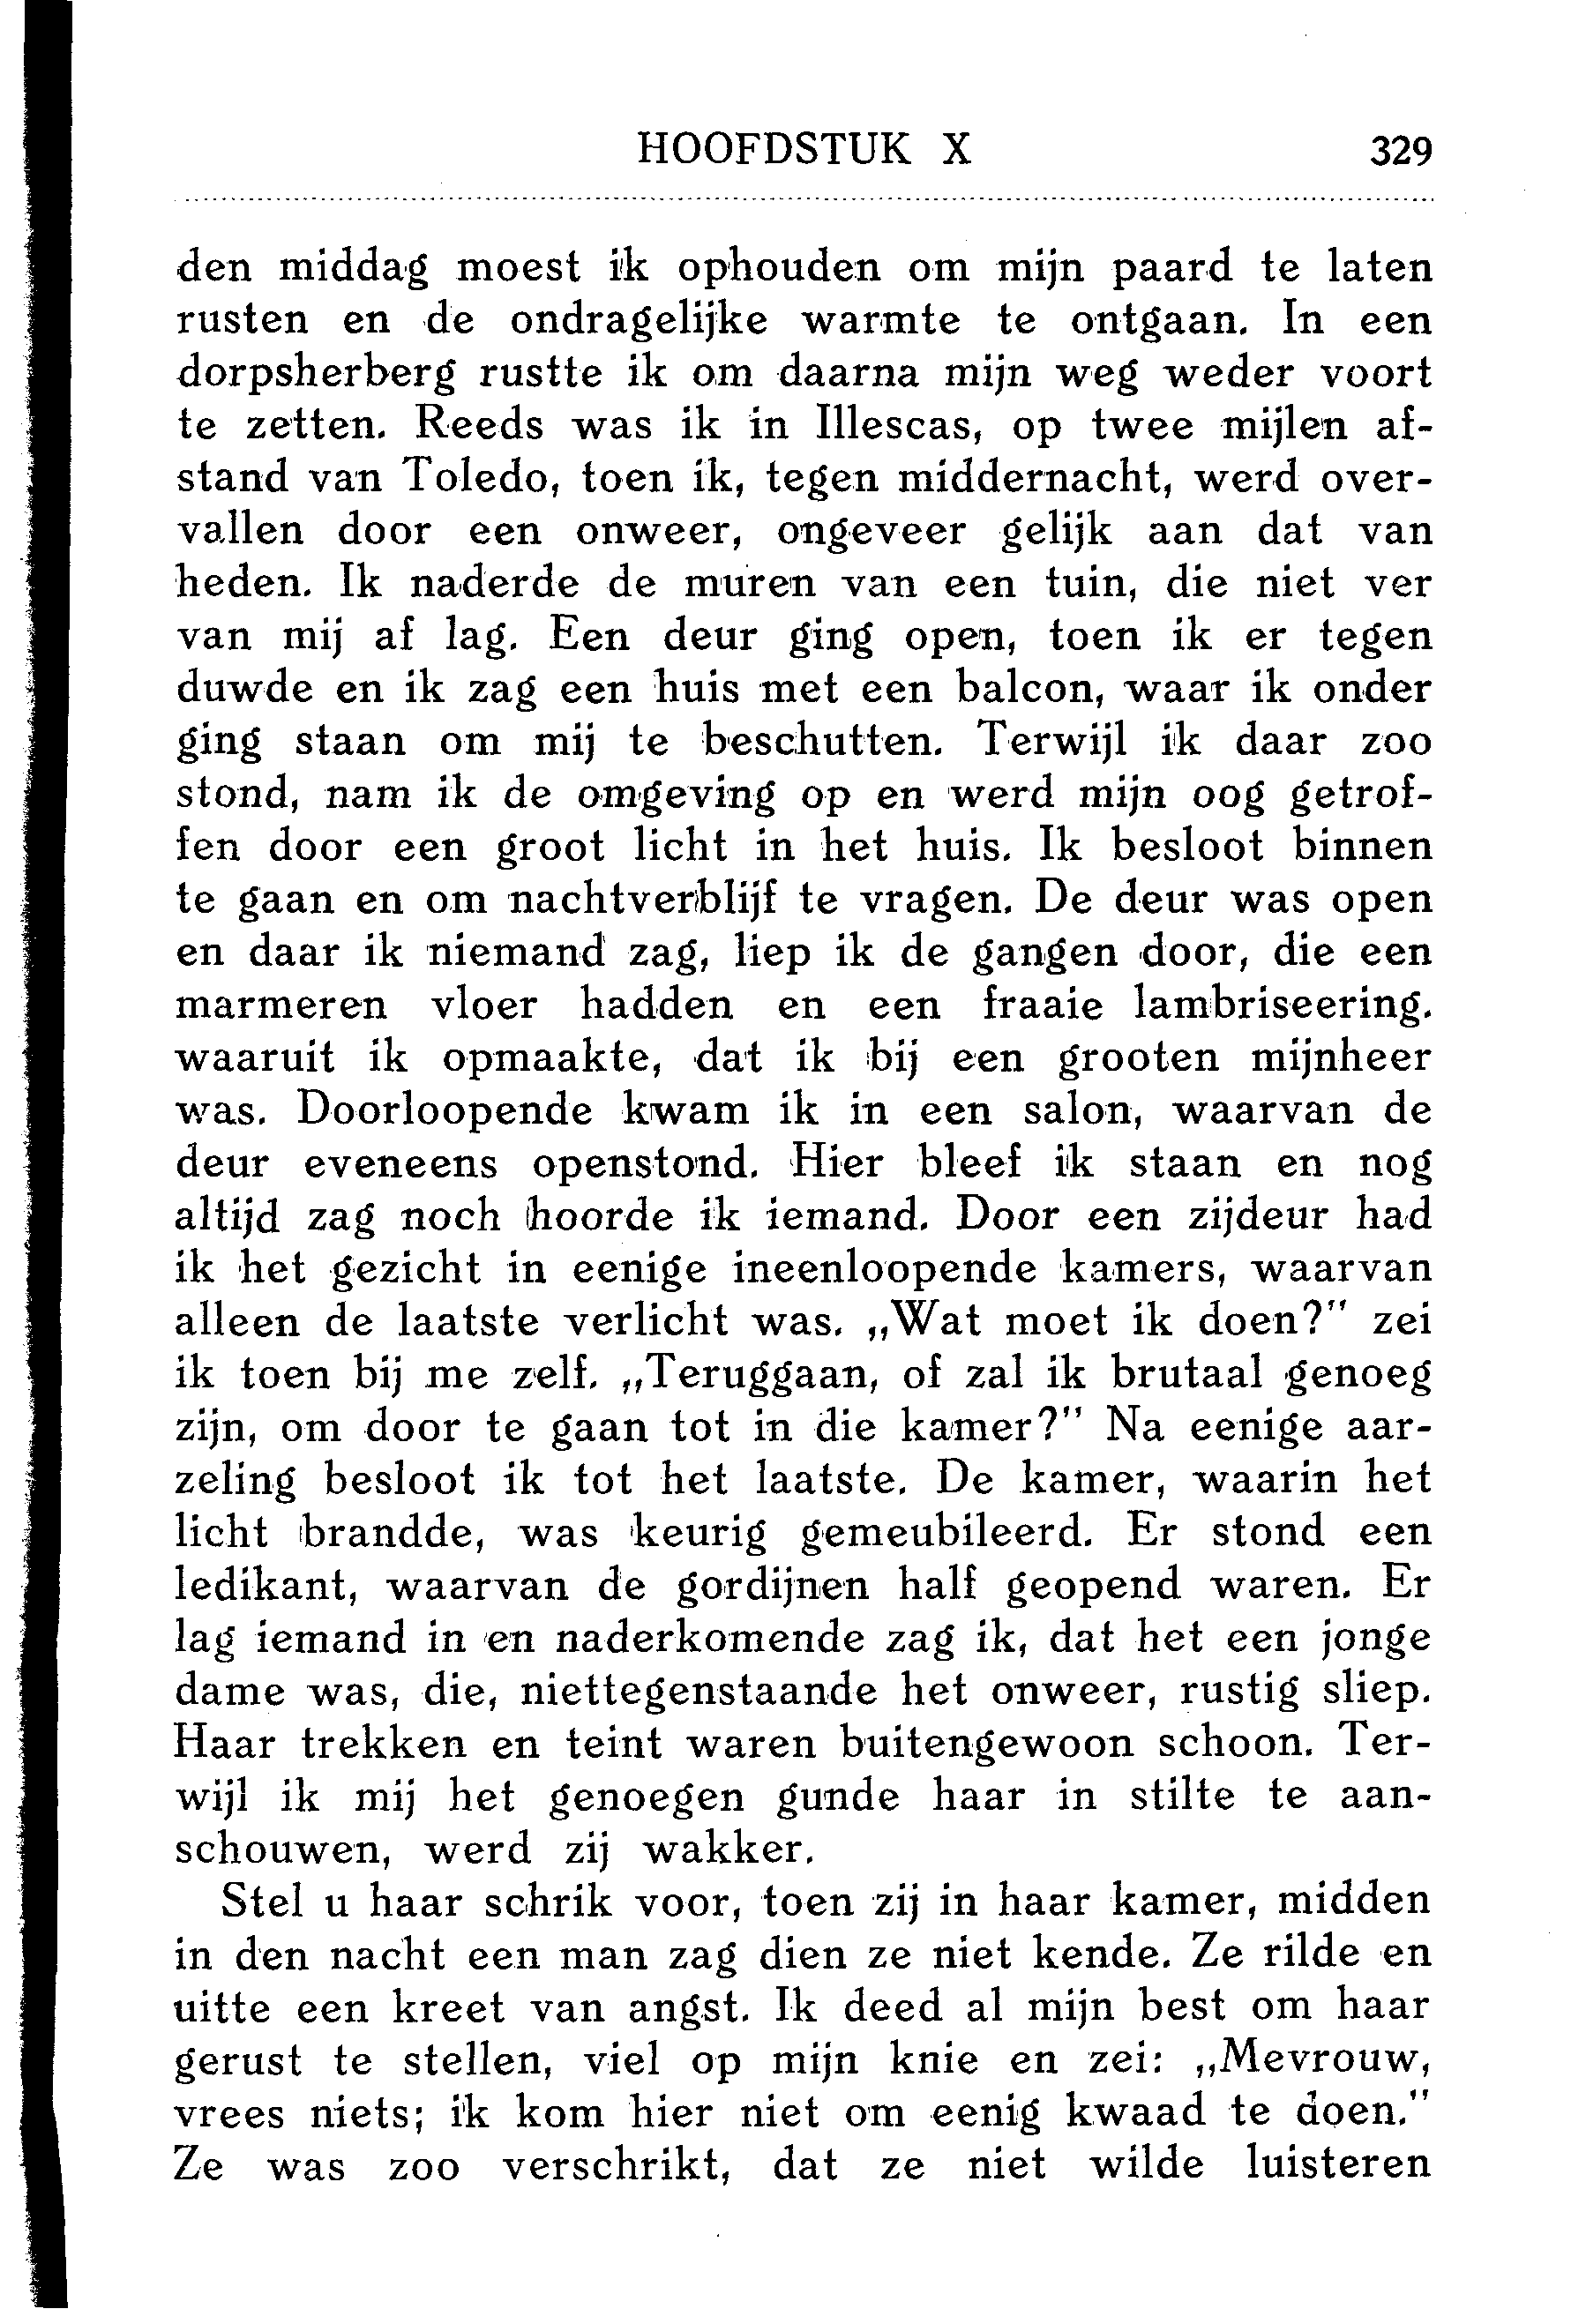 HOOFDSTUK X 329
den middag moest ik ophouden om mijn paard te laten
rusten en de ondragelijke warmte te ontgaan. In een
dorpsherberg rustte ik om daarna mijn weg weder voort
te zetten. Reeds was ik in Illescas, op twee mijlen af-
stand van Toledo, toen ik, tegen middernacht, werd over-
vallen door een onweer, ongeveer gelijk aan dat van
heden. Ik naderde de muren van een tuin, die niet ver
van mij af lag. Een deur ging open, toen ik er tegen
duwde en ik zag een huis met een balcon, waar ik onder
ging staan om mij te beschutten. Terwijl ik daar zoo
stond, nam ik de omgeving op en werd mijn oog getrof-
fen door een groot licht in het huis. Ik besloot binnen
te gaan en om nachtverblijf te vragen. De deur was open
en daar ik niemand zag, liep ik de gangen door, die een
marmeren vloer hadden en een fraaie lambriseering.
waaruit ik opmaakte, dat ik bij een grooten mijnheer
was. Doorloopende kwam ik in een salon, waarvan de
deur eveneens openstond. Hier bleef ik staan en nog
altijd zag noch hoorde ik iemand. Door een zijdeur had
ik het gezicht in eenige ineenloopende kamers, waarvan
alleen de laatste verlicht was. „Wat moet ik doen?" zei
ik toen bij me zelf. „Teruggaan, of zal ik brutaal genoeg
zijn, om door te gaan tot in die kamer?" Na eenige aar-
zeling besloot ik tot het laatste. De kamer, waarin het
licht brandde, was keurig gemeubileerd. Er stond een
ledikant, waarvan de gordijnen half geopend waren. Er
lag iemand in en naderkomende zag ik, dat het een jonge
dame was, die, niettegenstaande het onweer, rustig sliep.
Haar trekken en teint waren buitengewoon schoon. Ter-
wijl ik mij het genoegen gunde haar in stilte te aan-
schouwen, werd zij wakker.
Stel u haar schrik voor, toen zij in haar kamer, midden
in den nacht een man zag dien ze niet kende. Ze rilde en
uitte een kreet van angst. Ik deed al mijn best om haar
gerust te stellen, viel op mijn knie en zei: „Mevrouw,
vrees niets; ik kom hier niet om eenig kwaad te doen."
Ze was zoo verschrikt, dat ze niet wilde luisteren